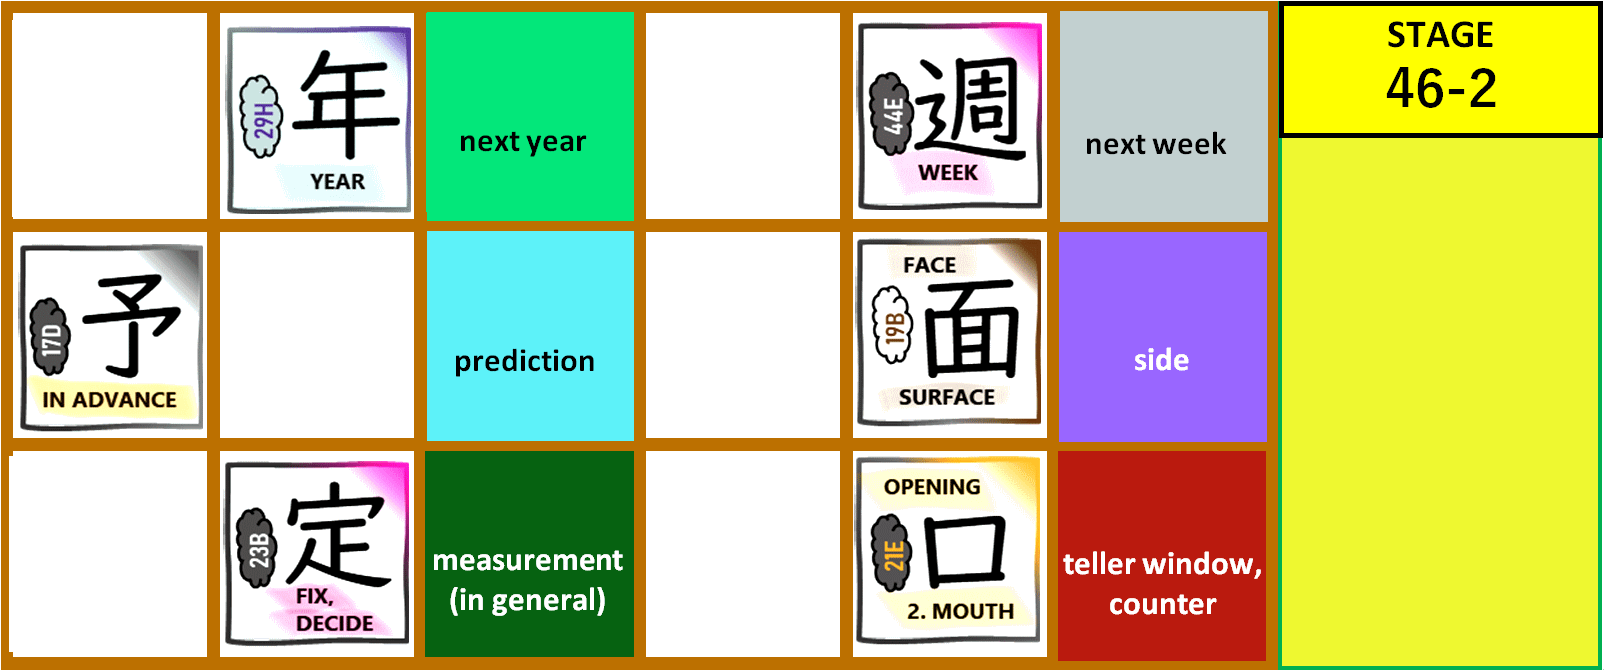 年
29H
YEAR
next year
週
44E
WEEK
next week
STAGE
46-2
予
17D
IN ADVANCE
prediction
FACE
面
19B
SURFACE
side
定
23B
FIX,
DECIDE
measurement
(in general)
OPENING
口
21E
2. MOUTH
teller window,
counter